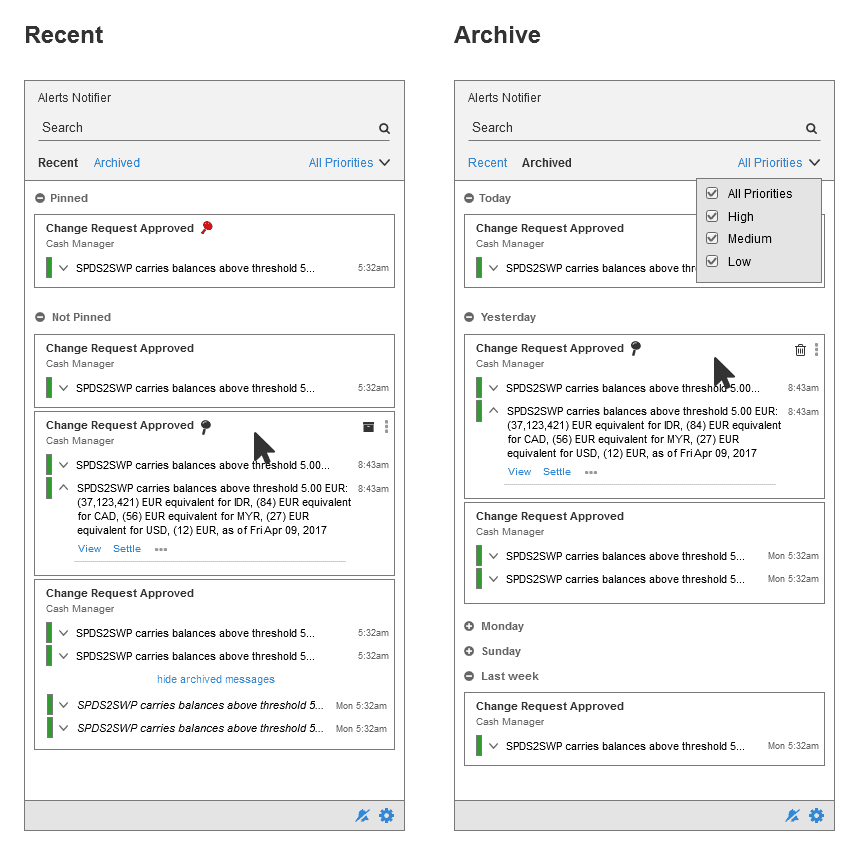 Recent
Alerts Notifier
Search
Recent Archived All Priorities
Pinned
Change Request Approved
Cash Manager
SPDS2SWP carries balances above threshold 5... 5:32am
Not Pinned
Change Request Approved
Cash Manager
SPDS2SWP carries balances above threshold 5... 5:32am
Change Request Approved
Cash Manager
SPDS2SWP carries balances above threshold 5.00... 8:43am
SPDS2SWP carries balances above threshold 5.00 EUR: 8:43am
(37,123,421) EUR equivalent for IDR, (84) EUR equivalent
for CAD, (56) EUR equivalent for MYR, (27) EUR
equivalent for USD, (12) EUR, as of Fri Apr 09, 2017
View Settle
Change Request Approved
Cash Manager
SPDS2SWP carries balances above threshold 5... 5:32am
SPDS2SWP carries balances above threshold 5... 5:32am
hide archived messages
SPDS2SWP carries balances above threshold 5... Mon 5:32am
SPDS2SWP carries balances above threshold 5... Mon 5:32am
Archive
Alerts Notifier
Search
Recent Archived All Priorities
All Priorities
High
Medium
Low
Today
Change Request Approved
Cash Manager
SPDS2SWP carries balances above thr
Yesterday
Change Request Approved
Cash Manager
SPDS2SWP carries balances above threshold 5.00... 8:43am
SPDS2SWP carries balances above threshold 5.00 EUR: 8:43am
(37,123,421) EUR equivalent for IDR, (84) EUR equivalent
for CAD, (56) EUR equivalent for MYR, (27) EUR
equivalent for USD, (12) EUR, as of Fri Apr 09, 2017
View Settle
Change Request Approved
Cash Manager
SPDS2SWP carries balances above threshold 5... Mon 5:32am
SPDS2SWP carries balances above threshold 5... Mon 5:32am
Monday
Sunday
Last week
Change Request Approved
Cash Manager
SPDS2SWP carries balances above threshold 5... Mon 5:32am